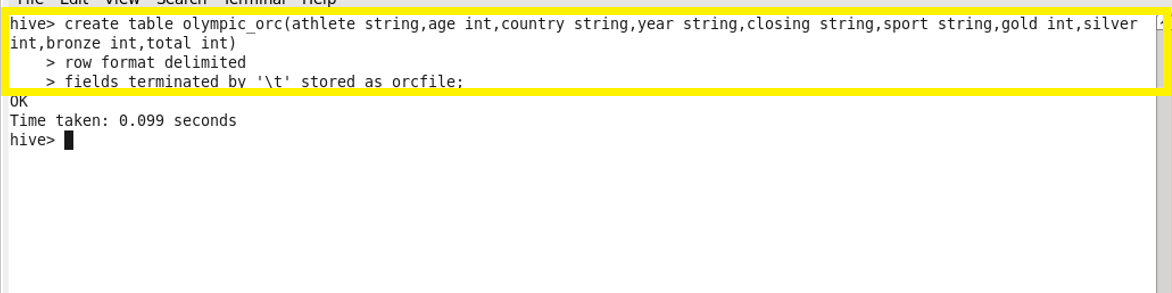 File Edit View Search Terminal Help
hive> create table olympic_orc(athlete string,age int,country string,year string,closing string,sport string,gold int,silver
int,bronze int,total int)
    > row format delimited
    > fields terminated by '\t' stored as orcfile;
OK
Time taken: 0.099 seconds
hive>